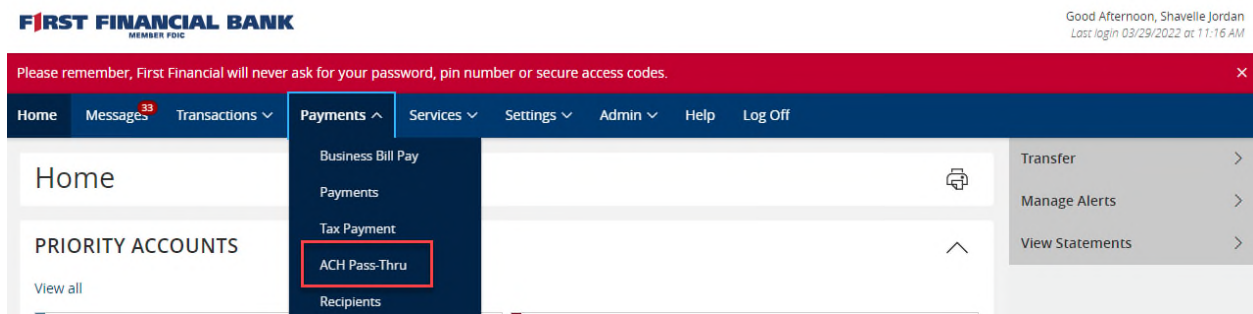 FIRST FINANCIAL BANK
MEMBER FDIC
Good Afternoon, Shavelle Jordan
Last login 03/29/2022 at 11:16 AM
Please remember, First Financial will never ask for your password, pin number or secure access codes.
Home Messages 33 Transactions Payments Services Settings Admin Help Log Off
Business Bill Pay
Payments
Tax Payment
ACH Pass-Thru
Recipients
Home
PRIORITY ACCOUNTS
View all
Transfer
Manage Alerts
View Statements